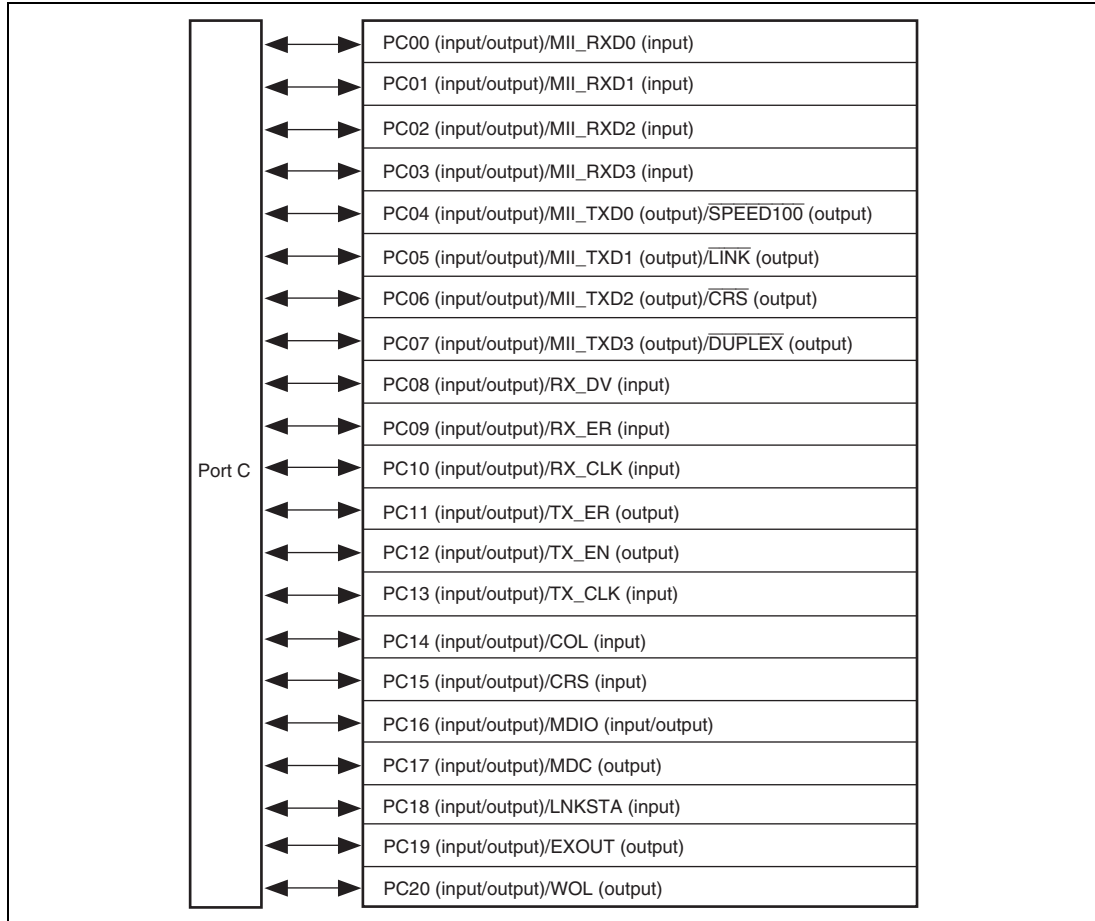 Port C
PC00 (input/output)/MII_RXD0 (input)
PC01 (input/output)/MII_RXD1 (input)
PC02 (input/output)/MII_RXD2 (input)
PC03 (input/output)/MII_RXD3 (input)
PC04 (input/output)/MII_TXD0 (output)/S̅P̅E̅E̅D̅1̅0̅0̅ (output)
PC05 (input/output)/MII_TXD1 (output)/L̅I̅N̅K̅ (output)
PC06 (input/output)/MII_TXD2 (output)/C̅R̅S̅ (output)
PC07 (input/output)/MII_TXD3 (output)/D̅U̅P̅L̅E̅X̅ (output)
PC08 (input/output)/RX_DV (input)
PC09 (input/output)/RX_ER (input)
PC10 (input/output)/RX_CLK (input)
PC11 (input/output)/TX_ER (output)
PC12 (input/output)/TX_EN (output)
PC13 (input/output)/TX_CLK (input)
PC14 (input/output)/COL (input)
PC15 (input/output)/CRS (input)
PC16 (input/output)/MDIO (input/output)
PC17 (input/output)/MDC (output)
PC18 (input/output)/LNKSTA (input)
PC19 (input/output)/EXOUT (output)
PC20 (input/output)/WOL (output)